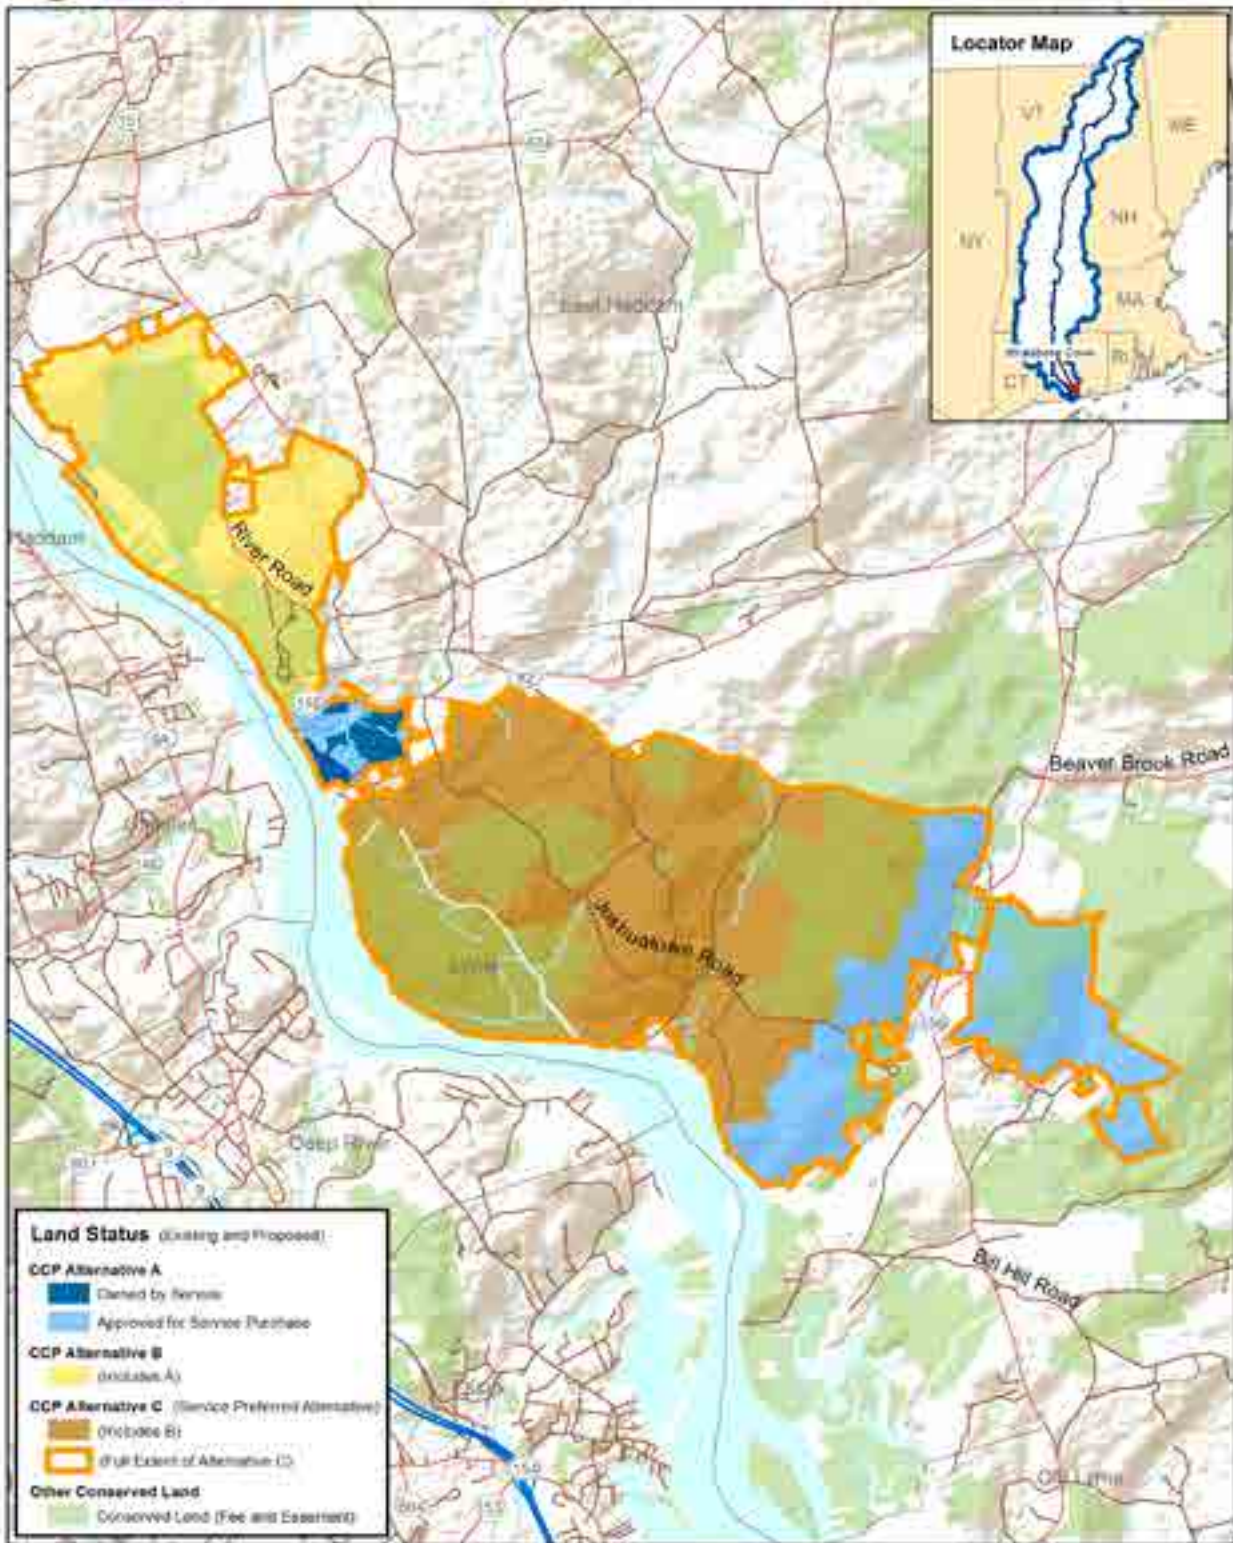 Locator Map
VT
ME
NH
NY
MA
RI
CT
East Haddam
Haddam
River Road
Beaver Brook Road
Joshuatown Road
Lyme
Deep River
Bill Hill Road
Old Lyme
Land Status (Existing and Proposed)
CCP Alternative A
Owned by Service
Approved for Service Purchase
CCP Alternative B
(Includes A)
CCP Alternative C (Service Preferred Alternative)
(Includes B)
(Full Extent of Alternative C)
Other Conserved Land
Conserved Land (Fee and Easement)